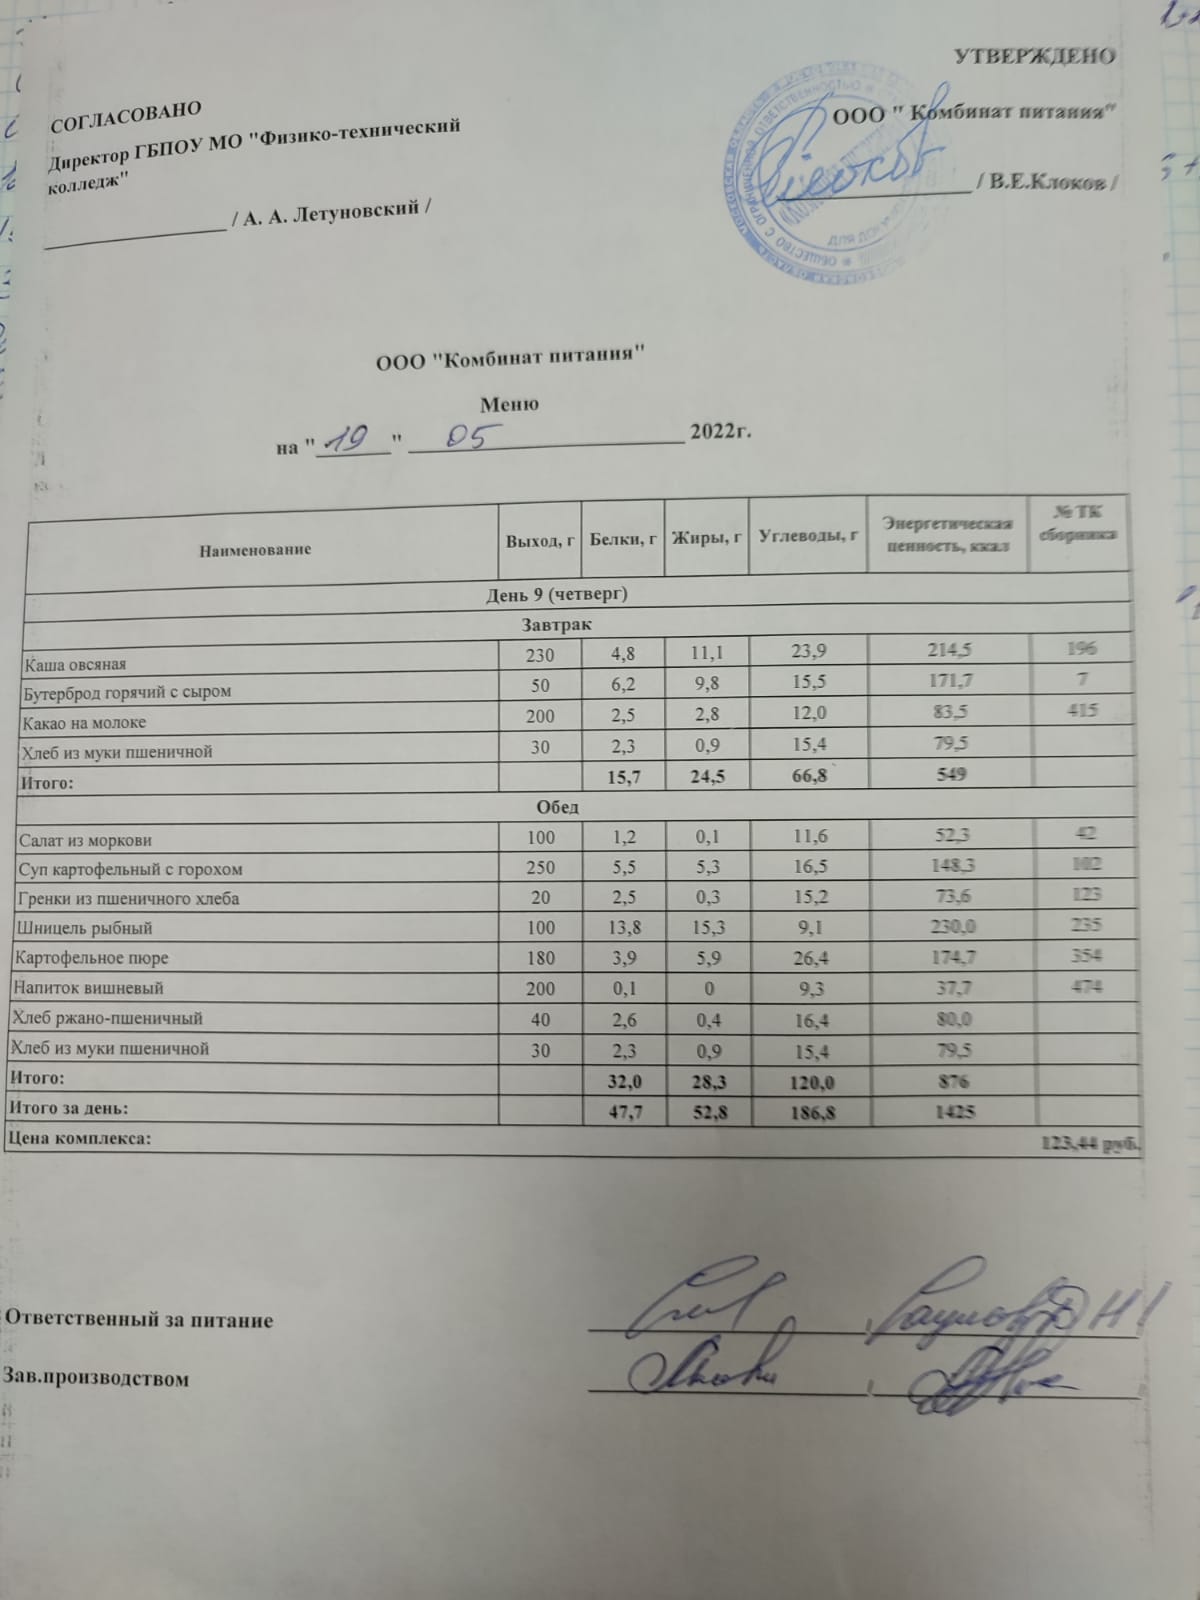 УТВЕРЖДЕНО
СОГЛАСОВАНО
ООО " Комбинат питания"
Директор ГБПОУ МО "Физико-технический
колледж"
/ В.Е.Клоков /
/ А. А. Летуновский /
ОБЩЕСТВО С ОГРАНИЧЕННОЙ ОТВЕТСТВЕННОСТЬЮ
ООО "Комбинат питания"
Меню
на " 19 " 05 2022г.
Наименование Выход, г Белки, г Жиры, г Углеводы, г Энергетическая ценность, ккал № ТК сборника
День 9 (четверг)
Завтрак
Каша овсяная 230 4,8 11,1 23,9 214,5 196
Бутерброд горячий с сыром 50 6,2 9,8 15,5 171,7 7
Какао на молоке 200 2,5 2,8 12,0 83,5 415
Хлеб из муки пшеничной 30 2,3 0,9 15,4 79,5
Итого: 15,7 24,5 66,8 549
Обед
Салат из моркови 100 1,2 0,1 11,6 52,3 42
Суп картофельный с горохом 250 5,5 5,3 16,5 148,3 102
Гренки из пшеничного хлеба 20 2,5 0,3 15,2 73,6 123
Шницель рыбный 100 13,8 15,3 9,1 230,0 235
Картофельное пюре 180 3,9 5,9 26,4 174,7 354
Напиток вишневый 200 0,1 0 9,3 37,7 474
Хлеб ржано-пшеничный 40 2,6 0,4 16,4 80,0
Хлеб из муки пшеничной 30 2,3 0,9 15,4 79,5
Итого: 32,0 28,3 120,0 876
Итого за день: 47,7 52,8 186,8 1425
Цена комплекса: 123,44 руб.
Ответственный за питание
Зав.производством